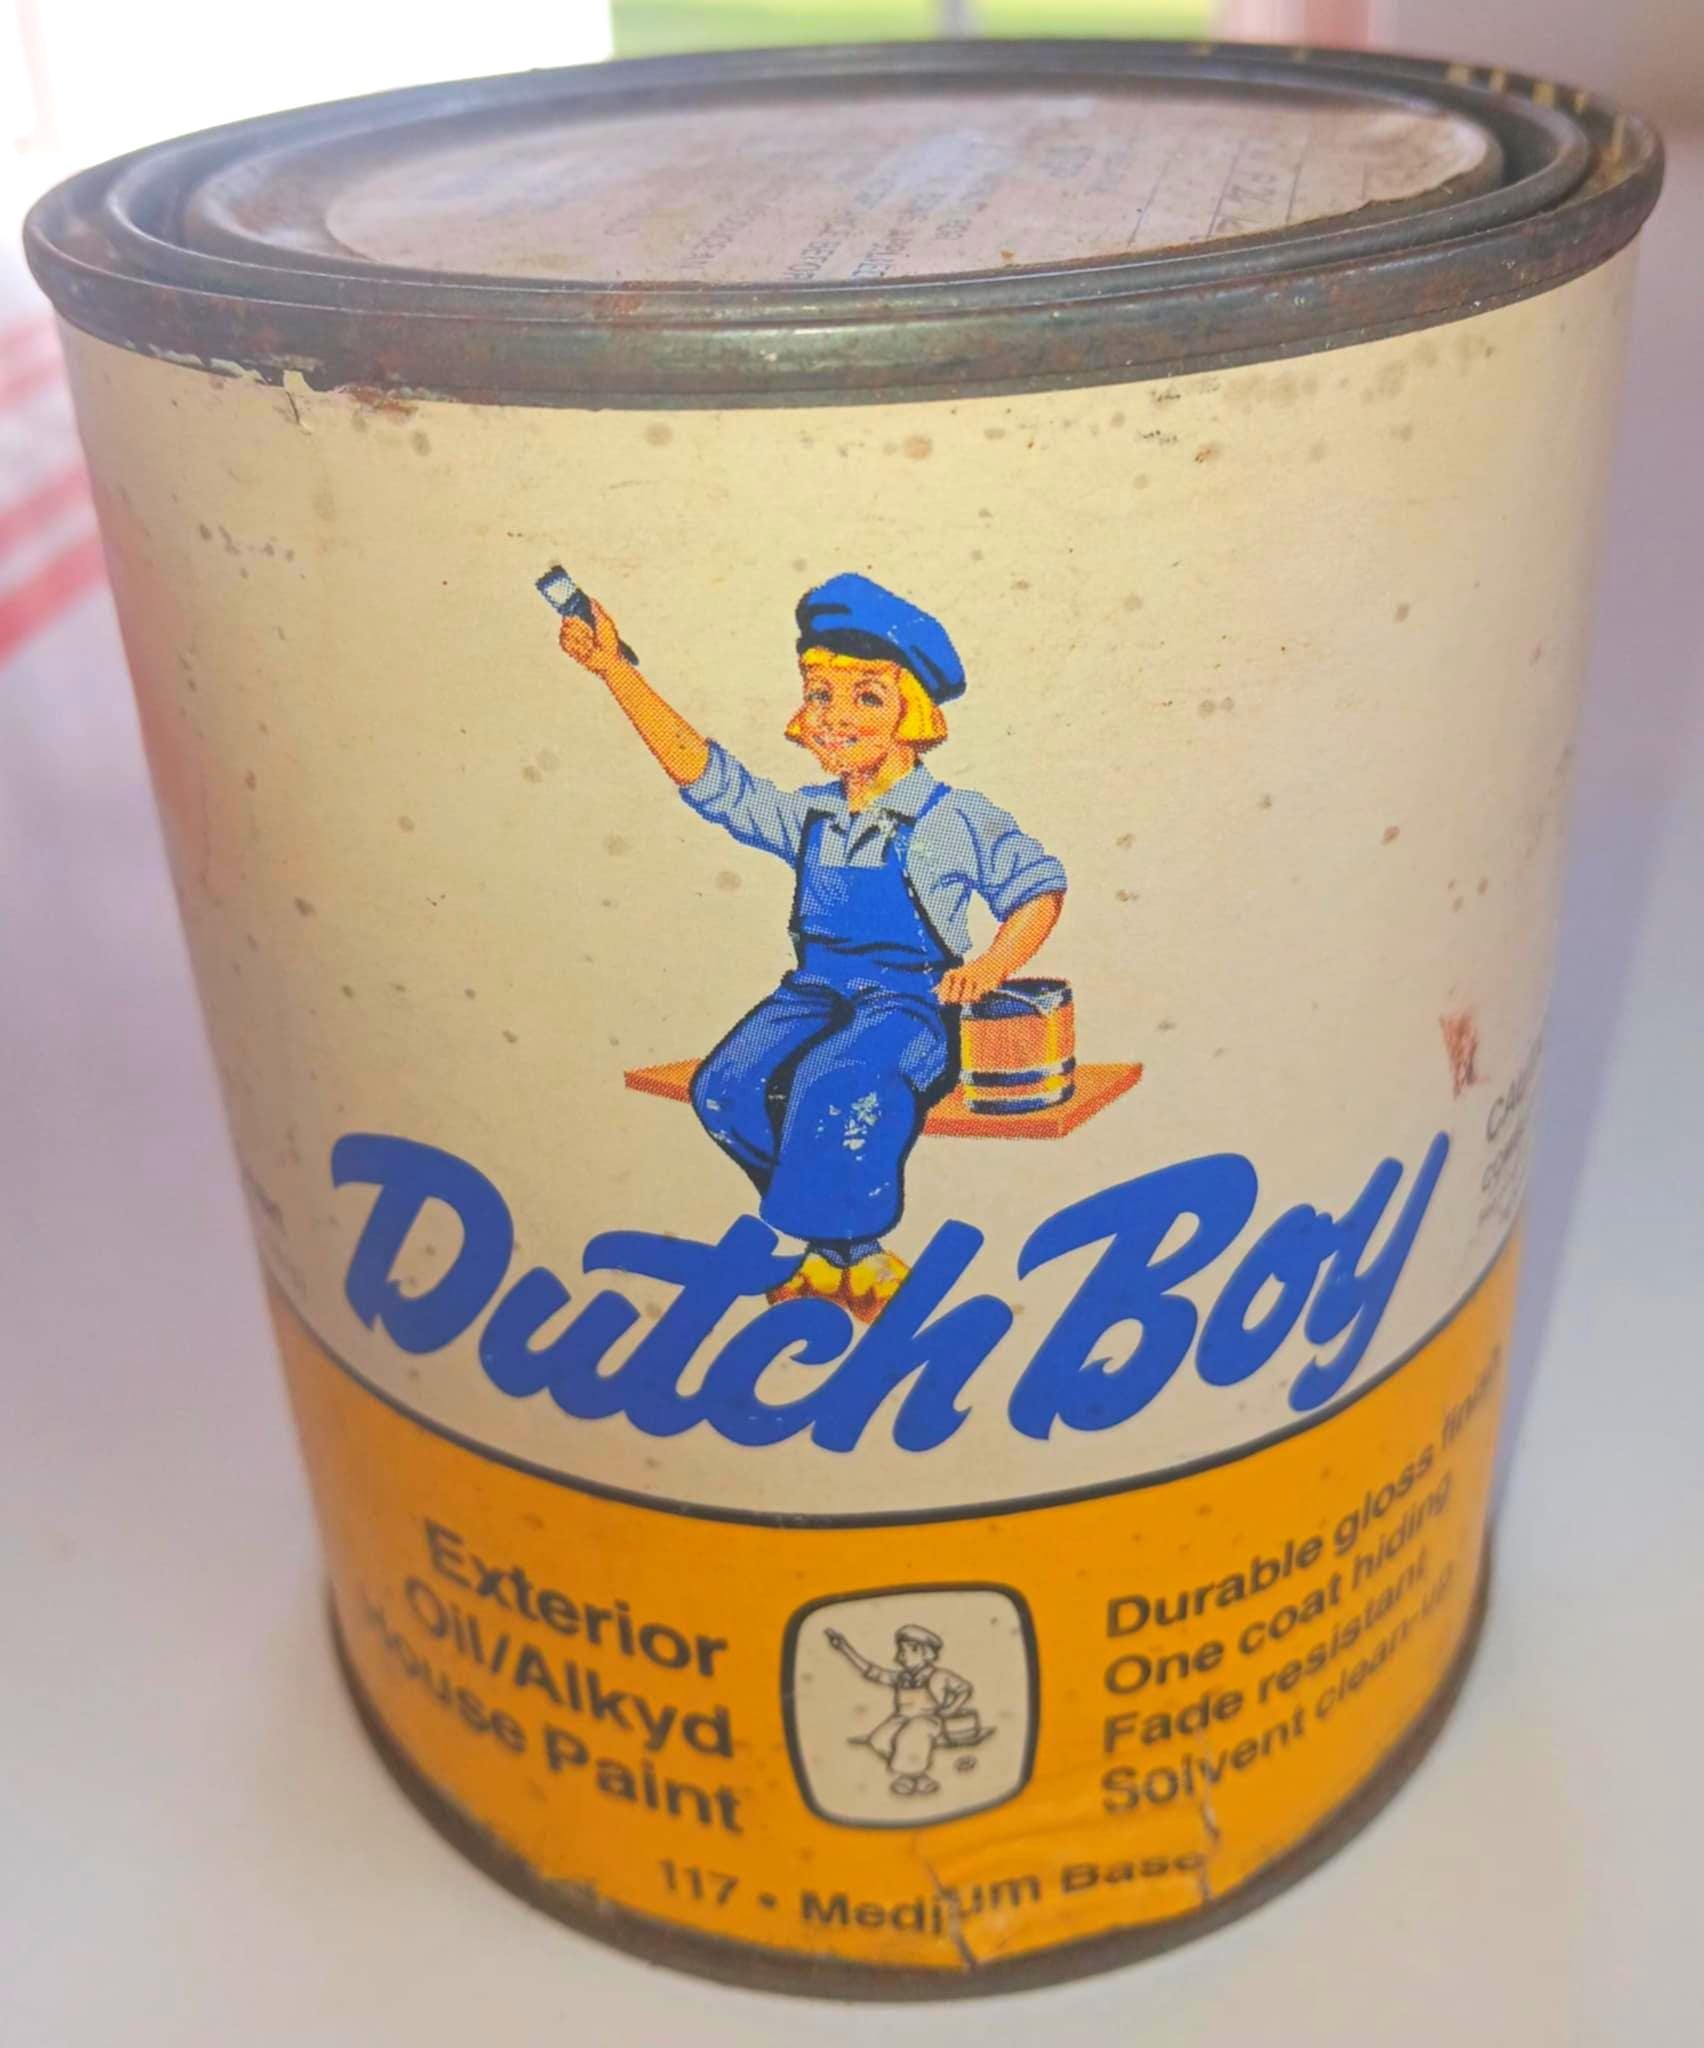 Dutch Boy
Exterior
Oil/Alkyd
House Paint
Durable gloss finish
One coat hiding
Fade resistant
Solvent clean-up
117 • Medium Base